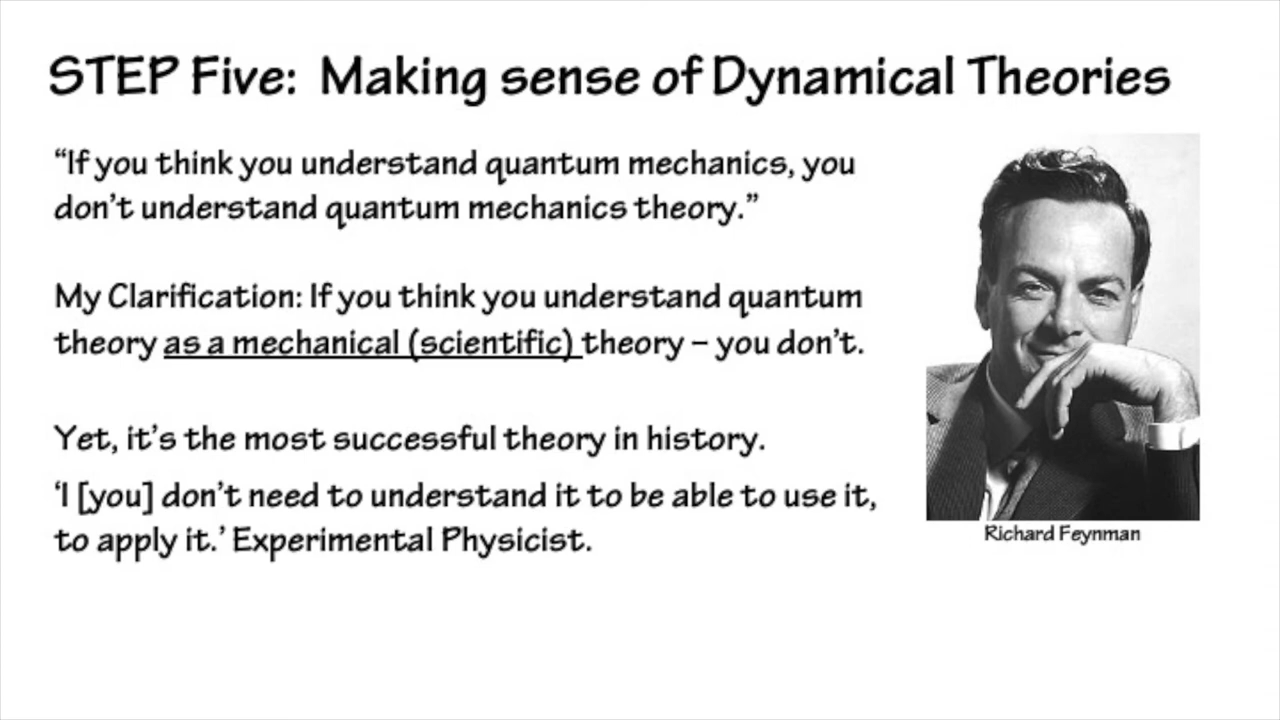 STEP Five: Making sense of Dynamical Theories
“If you think you understand quantum mechanics, you
don’t understand quantum mechanics theory.”
My Clarification: If you think you understand quantum
theory as a mechanical (scientific) theory – you don’t.
Yet, it’s the most successful theory in history.
‘I [you] don’t need to understand it to be able to use it,
to apply it.’ Experimental Physicist.
Richard Feynman